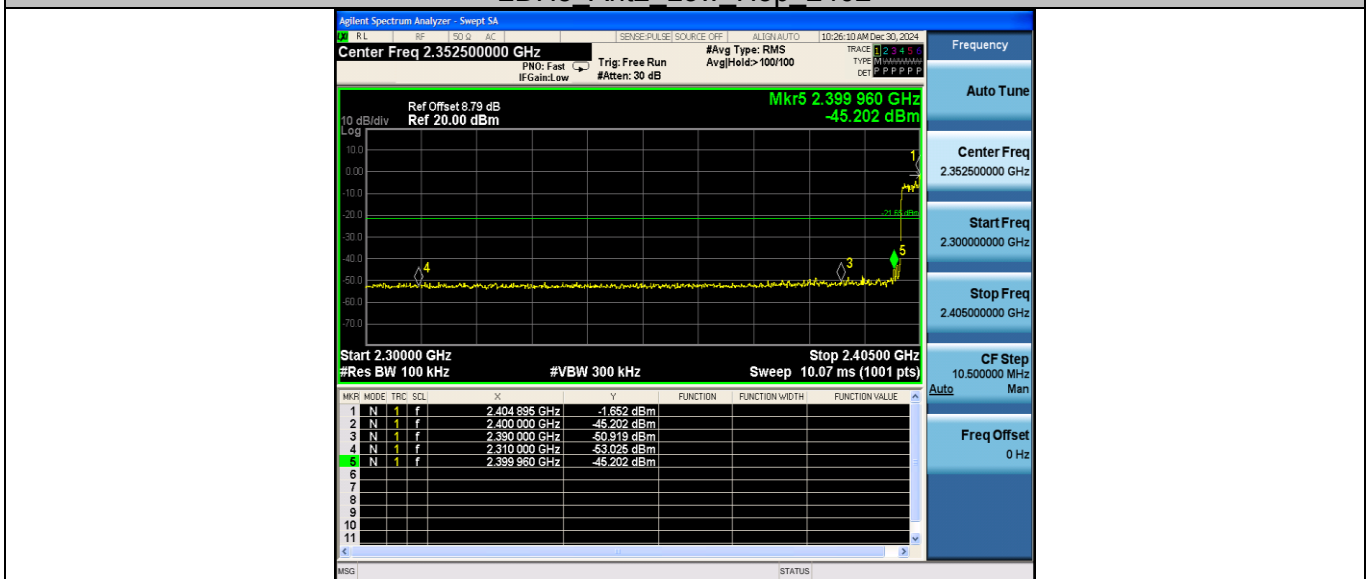 Agilent Spectrum Analyzer - Swept SA
RL RF 50 Ω AC SENSE:PULSE SOURCE OFF ALIGNAUTO 10:26:10 AM Dec 30, 2024
Center Freq 2.352500000 GHz
PNO: Fast
IFGain:Low
Trig: Free Run
#Atten: 30 dB
#Avg Type: RMS
Avg|Hold:>100/100
TRACE 1 2 3 4 5 6
TYPE M
DET P P P P P P
Ref Offset 8.79 dB
Ref 20.00 dBm
10 dB/div
Log
Mkr5 2.399 960 GHz
-45.202 dBm
10.0
0.00
-10.0
-20.0
-30.0
-40.0
-50.0
-60.0
-70.0
1
5
3
4
Start 2.30000 GHz
Stop 2.40500 GHz
#Res BW 100 kHz
#VBW 300 kHz
Sweep 10.07 ms (1001 pts)
MKR MODE TRC SCL X Y FUNCTION FUNCTION WIDTH FUNCTION VALUE
1 N 1 f 2.404 895 GHz -1.652 dBm
2 N 1 f 2.400 000 GHz -45.202 dBm
3 N 1 f 2.390 000 GHz -50.919 dBm
4 N 1 f 2.310 000 GHz -53.025 dBm
5 N 1 f 2.399 960 GHz -45.202 dBm
6
7
8
9
10
11
MSG
STATUS
Frequency
Auto Tune
Center Freq
2.352500000 GHz
Start Freq
2.300000000 GHz
Stop Freq
2.405000000 GHz
CF Step
10.500000 MHz
Auto Man
Freq Offset
0 Hz